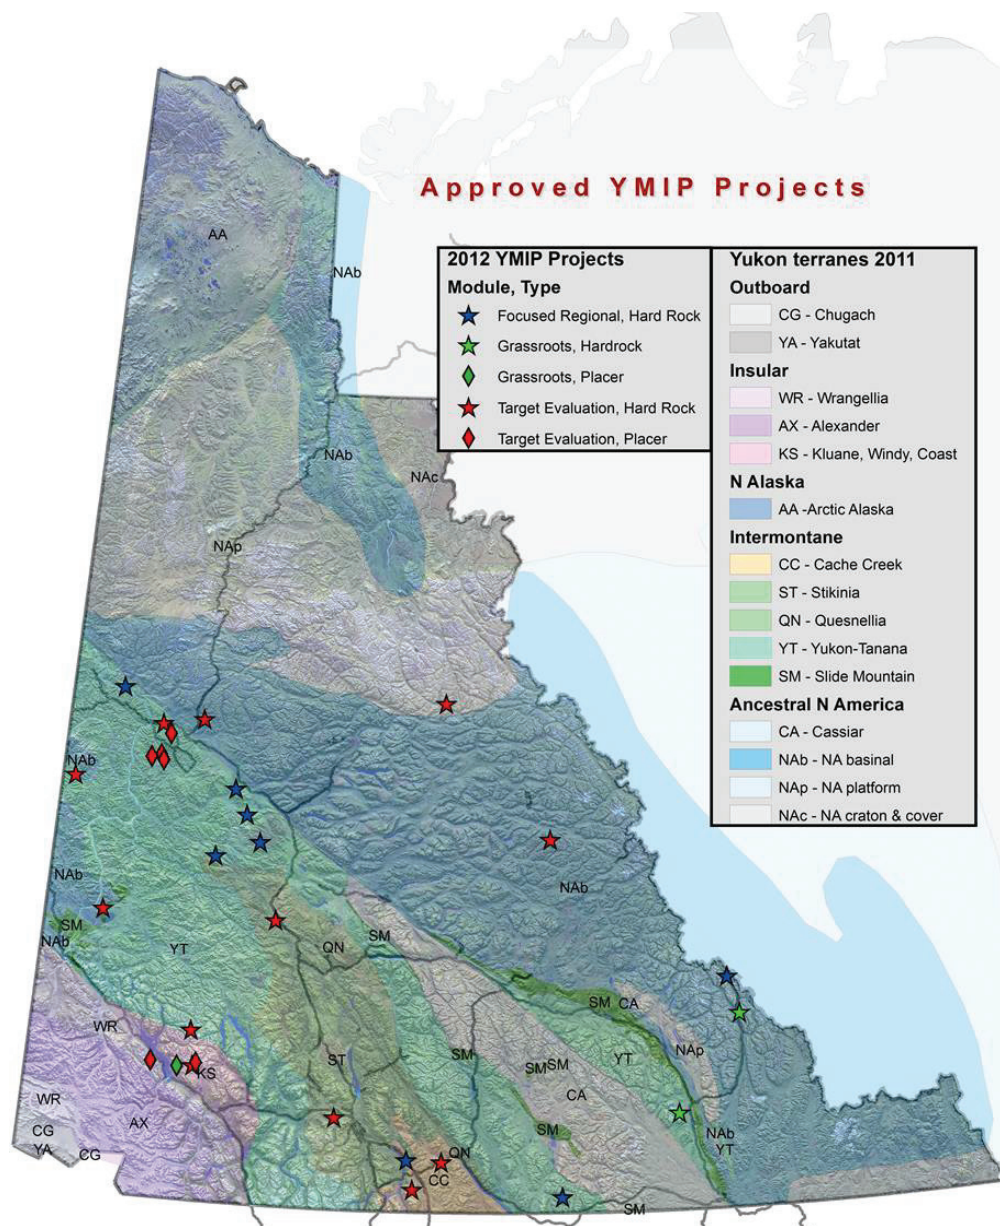 Approved YMIP Projects
2012 YMIP Projects
Module, Type
Focused Regional, Hard Rock
Grassroots, Hardrock
Grassroots, Placer
Target Evaluation, Hard Rock
Target Evaluation, Placer
Yukon terranes 2011
Outboard
CG - Chugach
YA - Yakutat
Insular
WR - Wrangellia
AX - Alexander
KS - Kluane, Windy, Coast
N Alaska
AA -Arctic Alaska
Intermontane
CC - Cache Creek
ST - Stikinia
QN - Quesnellia
YT - Yukon-Tanana
SM - Slide Mountain
Ancestral N America
CA - Cassiar
NAb - NA basinal
NAp - NA platform
NAc - NA craton & cover
AA
NAb
NAb
NAc
NAp
NAb
NAb
NAb
SM
NAb
YT
QN
SM
SM
CA
WR
KS
ST
SM
SM
SM
YT
NAp
CA
WR
CG
YA
CG
AX
SM
NAb
YT
QN
CC
SM